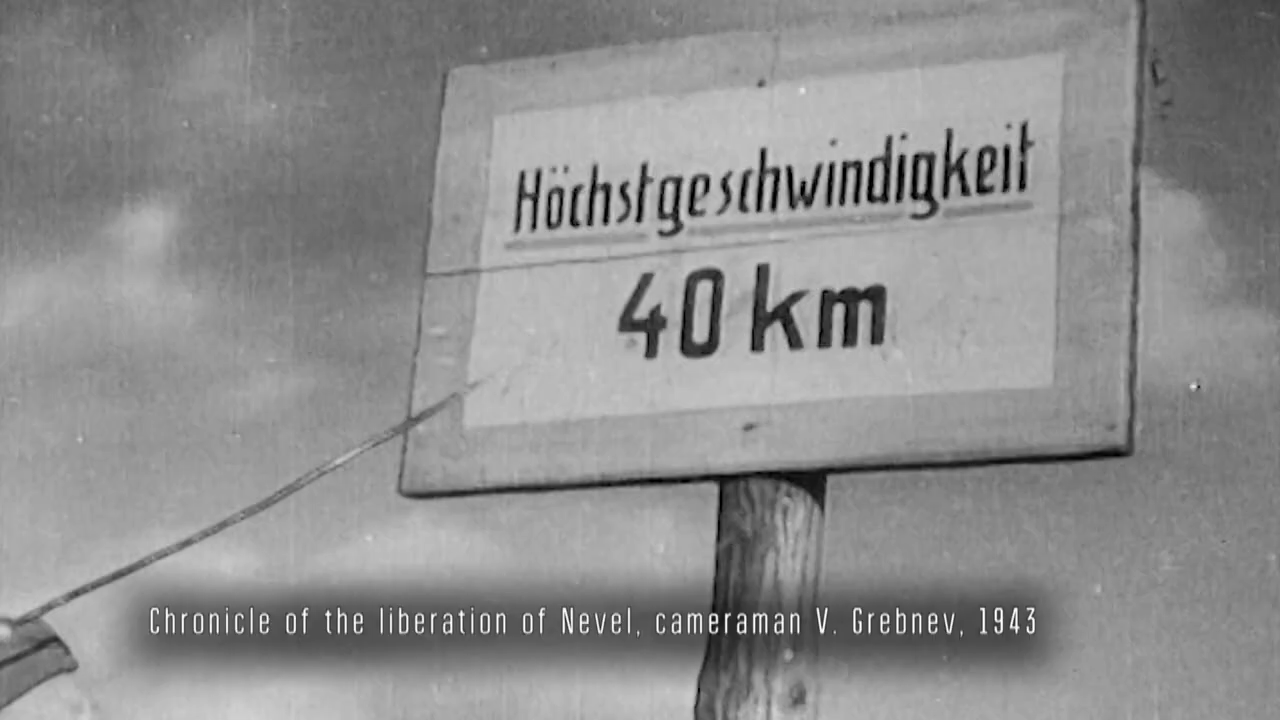 Höchstgeschwindigkeit
40 km
Chronicle of the liberation of Nevel, cameraman V. Grebnev, 1943